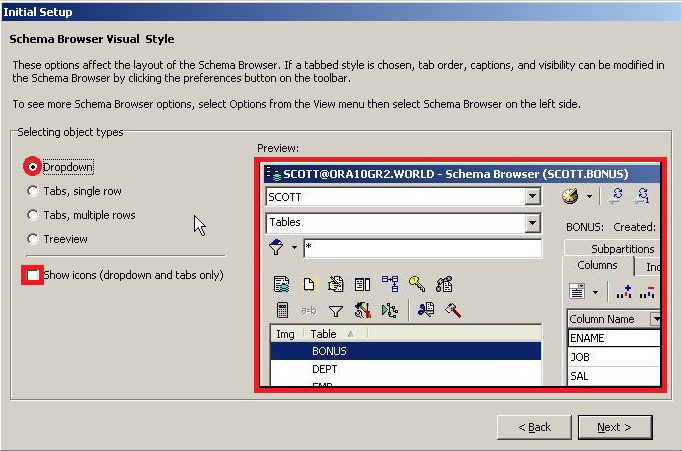 Initial Setup
Schema Browser Visual Style
These options affect the layout of the Schema Browser. If a tabbed style is chosen, tab order, captions, and visibility can be modified in
the Schema Browser by clicking the preferences button on the toolbar.
To see more Schema Browser options, select Options from the View menu then select Schema Browser on the left side.
Selecting object types
Dropdown
Tabs, single row
Tabs, multiple rows
Treeview
Show icons (dropdown and tabs only)
Preview:
SCOTT@ORA10GR2.WORLD - Schema Browser (SCOTT.BONUS)
SCOTT
Tables
*
Img Table
BONUS
DEPT
EMP
BONUS: Created:
Subpartitions
Columns
Column Name
ENAME
JOB
SAL
< Back
Next >